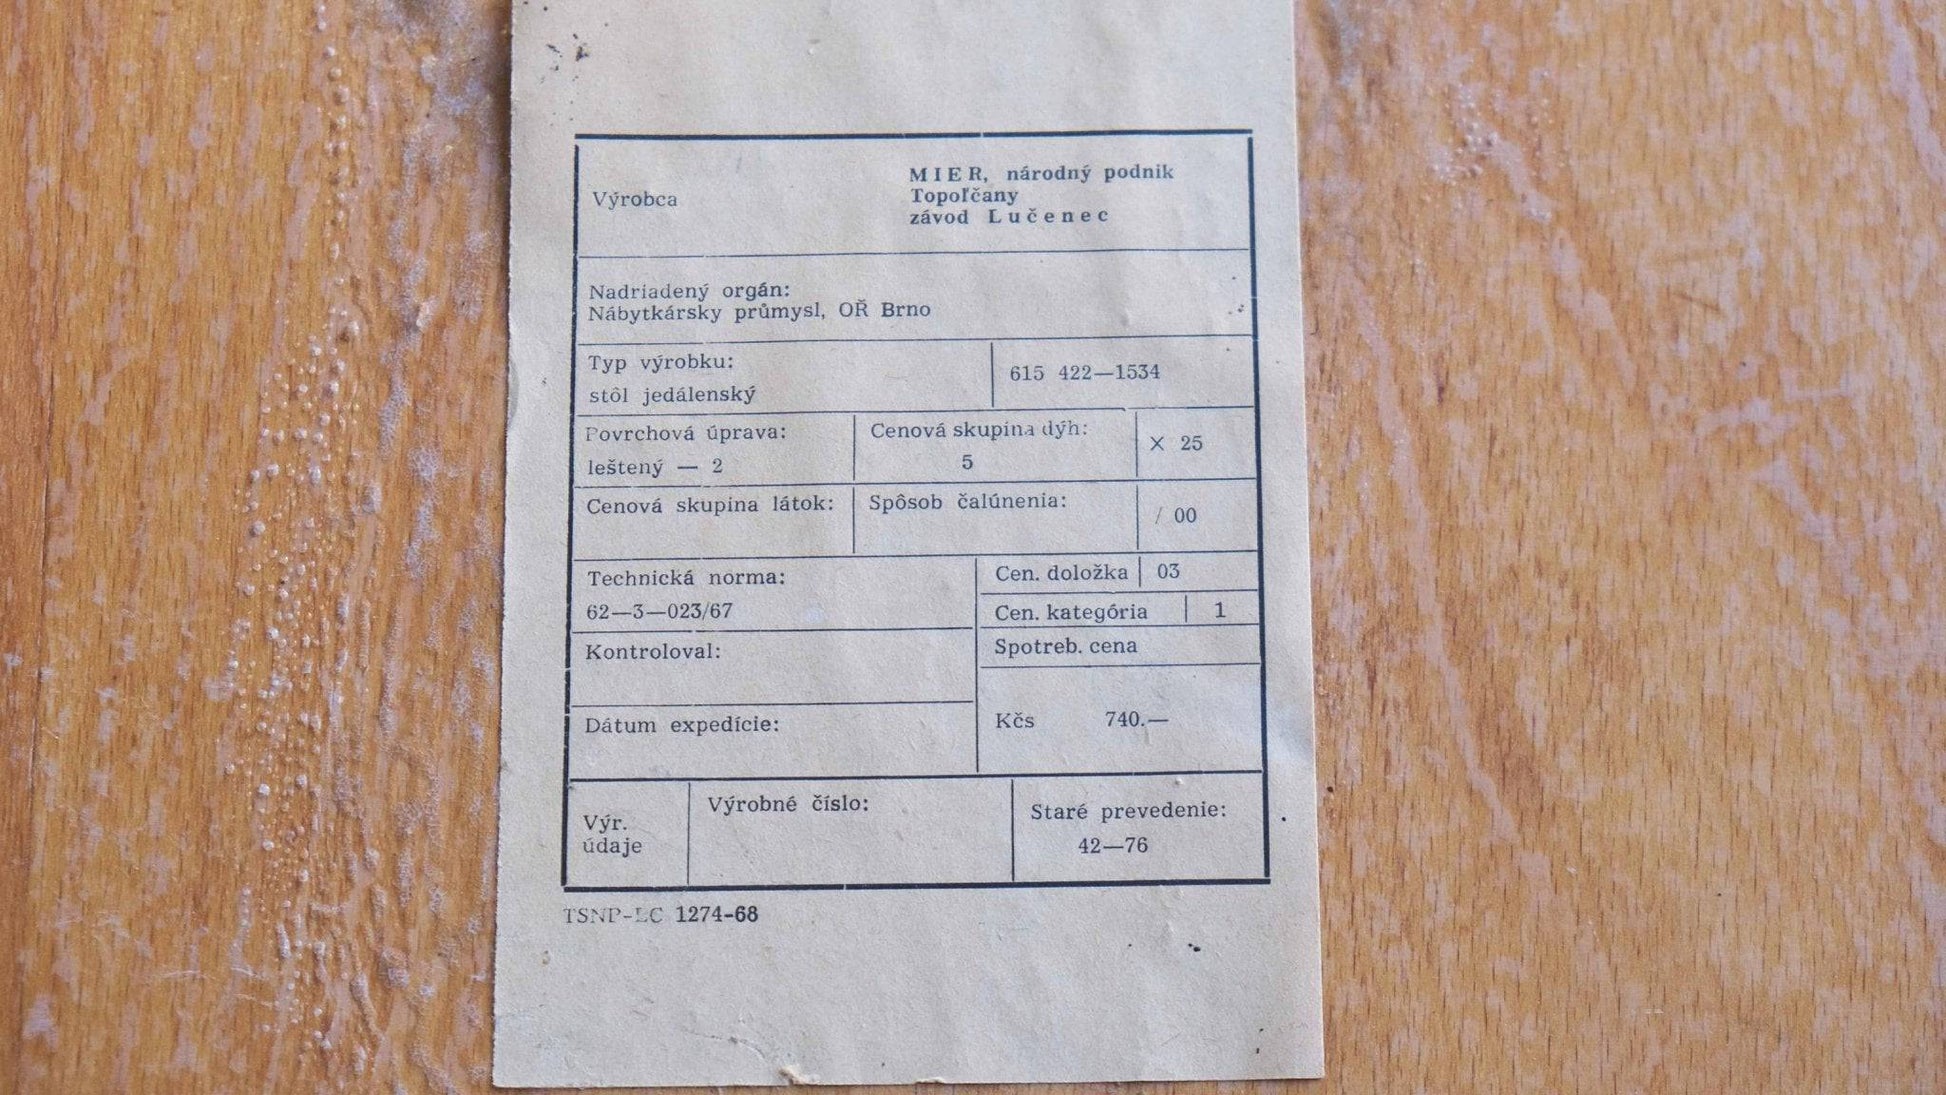 Výrobca
MIER, národný podnik
Topoľčany
závod Lučenec
Nadriadený orgán:
Nábytkársky průmysl, OŘ Brno
Typ výrobku:
stôl jedálenský
615 422—1534
Povrchová úprava:
leštený — 2
Cenová skupina dýh:
5
× 25
Cenová skupina látok:
Spôsob čalúnenia:
/ 00
Technická norma:
62—3—023/67
Cen. doložka 03
Cen. kategória 1
Kontroloval:
Spotreb. cena
Kčs 740.—
Dátum expedície:
Výr.
údaje
Výrobné číslo:
Staré prevedenie:
42—76
TSNP-LC 1274-68